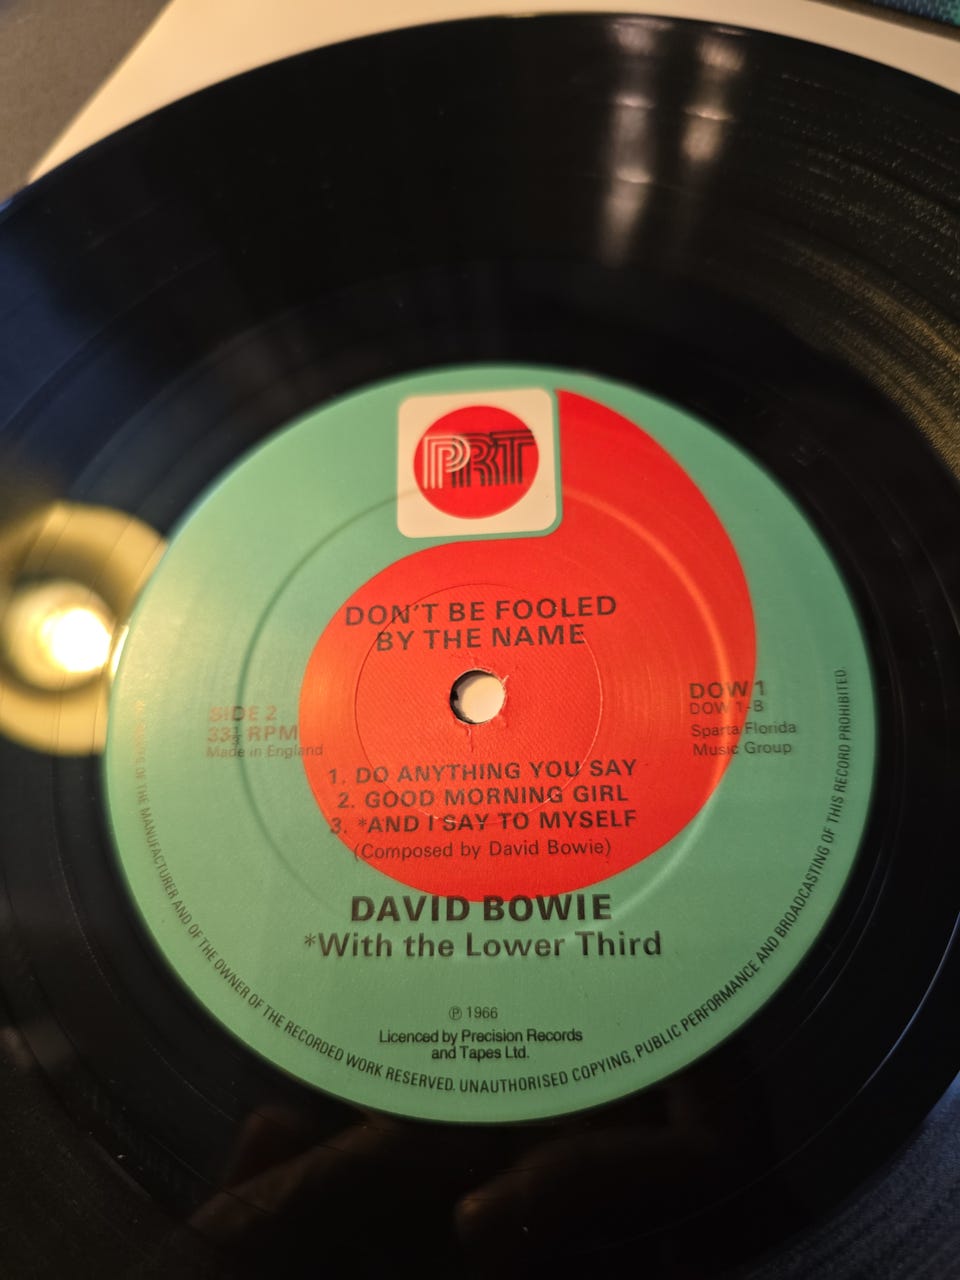 PRT
DON'T BE FOOLED
BY THE NAME
SIDE 2
33⅓ RPM
Made in England
DOW 1
DOW 1-B
Sparta/Florida
Music Group
1. DO ANYTHING YOU SAY
2. GOOD MORNING GIRL
3. *AND I SAY TO MYSELF
(Composed by David Bowie)
DAVID BOWIE
*With the Lower Third
℗ 1966
Licenced by Precision Records
and Tapes Ltd.
OF THE MANUFACTURER AND OF THE OWNER OF THE RECORDED WORK RESERVED. UNAUTHORISED COPYING, PUBLIC PERFORMANCE AND BROADCASTING OF THIS RECORD PROHIBITED.